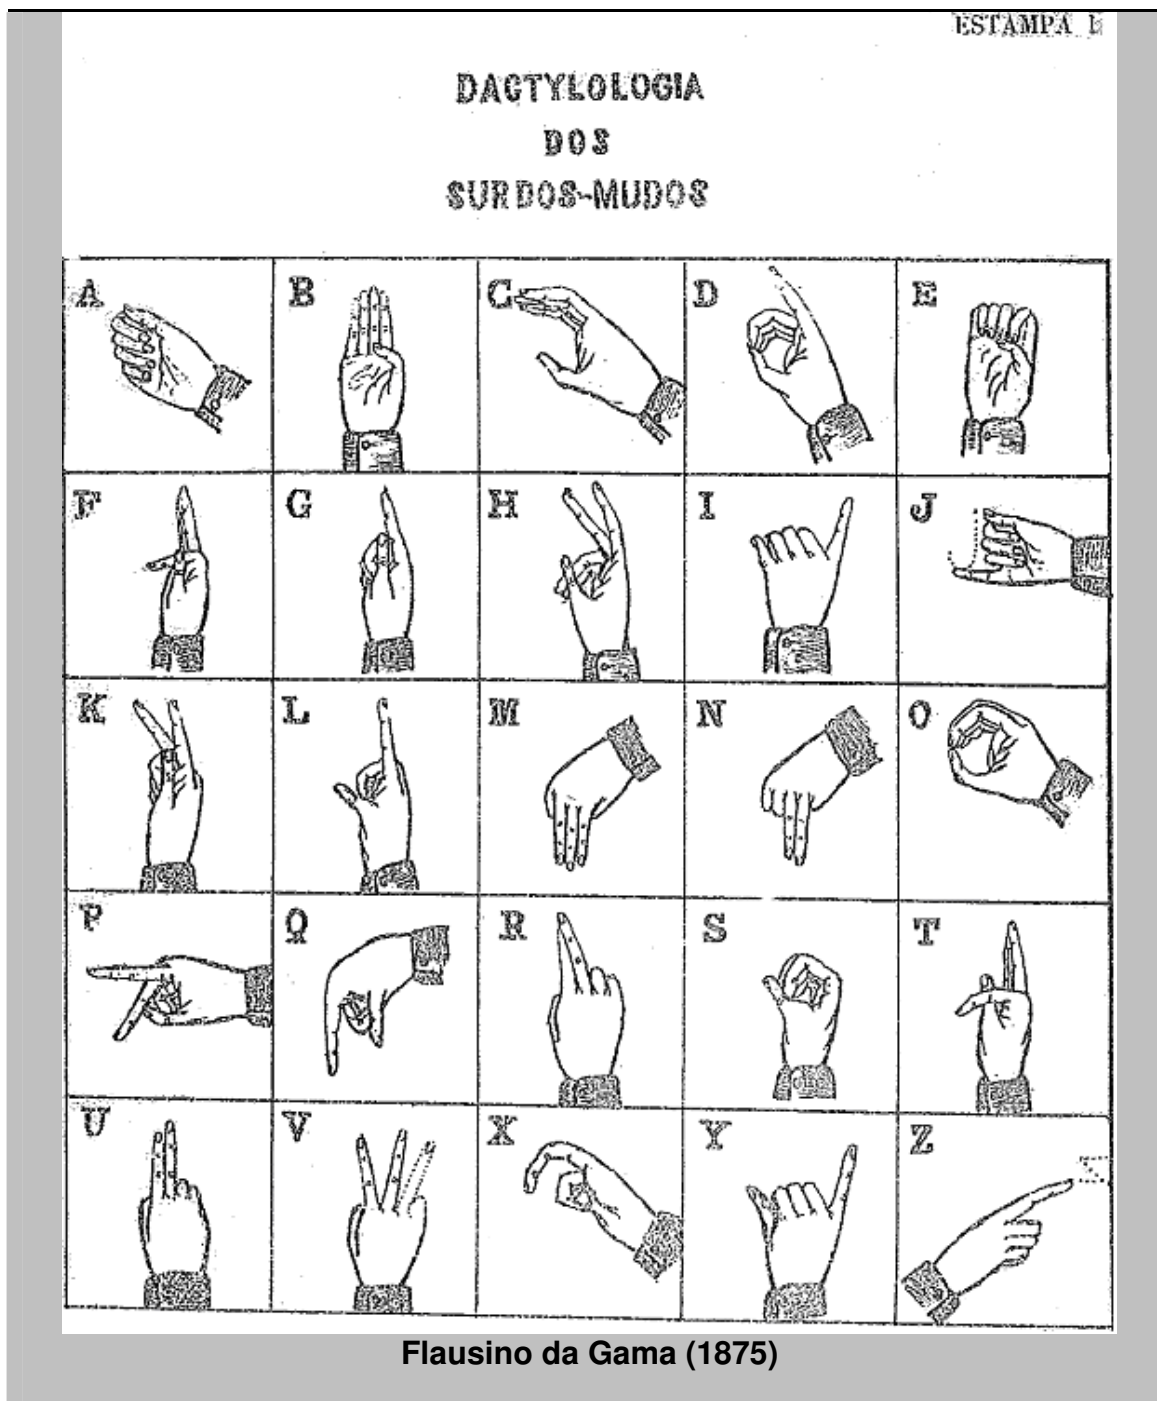 ESTAMPA
DACTYLOLOGIA
DOS
SURDOS-MUDOS
A B C D E
F G H I J
K L M N O
P Q R S T
U V X Y Z
Flausino da Gama (1875)